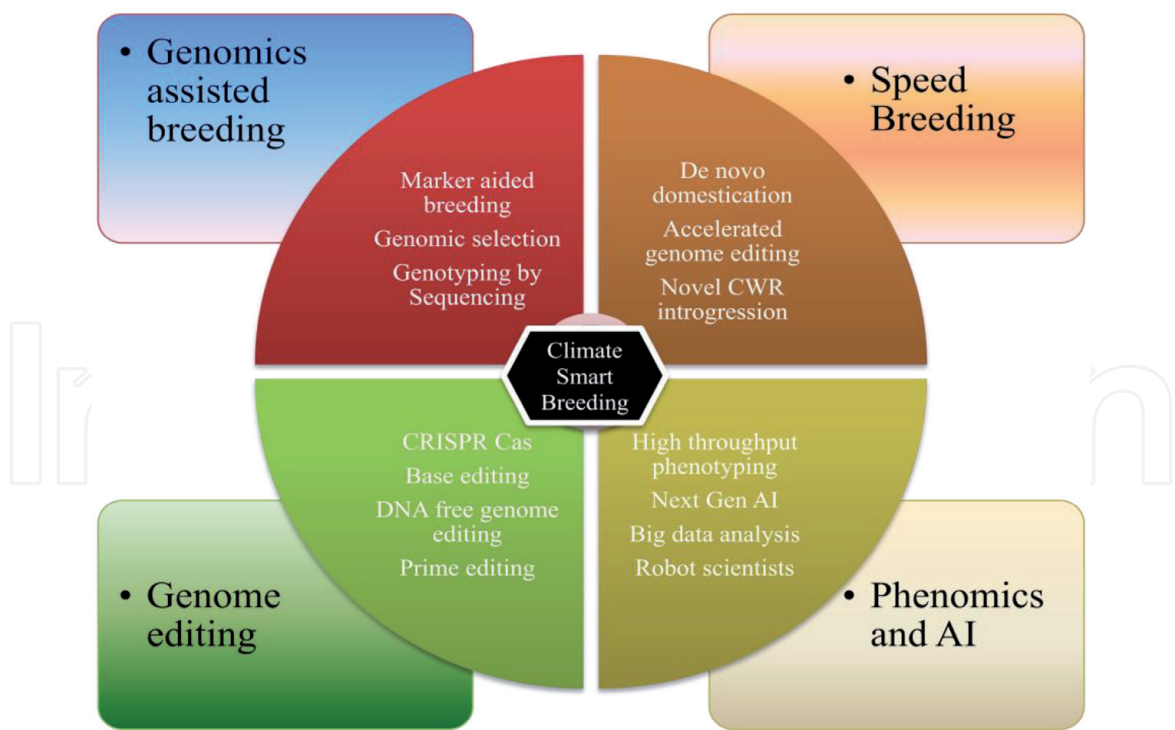 • Genomics
assisted
breeding
• Speed
Breeding
Marker aided
breeding
Genomic selection
Genotyping by
Sequencing
De novo
domestication
Accelerated
genome editing
Novel CWR
introgression
Climate
Smart
Breeding
CRISPR Cas
Base editing
DNA free genome
editing
Prime editing
High throughput
phenotyping
Next Gen AI
Big data analysis
Robot scientists
• Genome
editing
• Phenomics
and AI